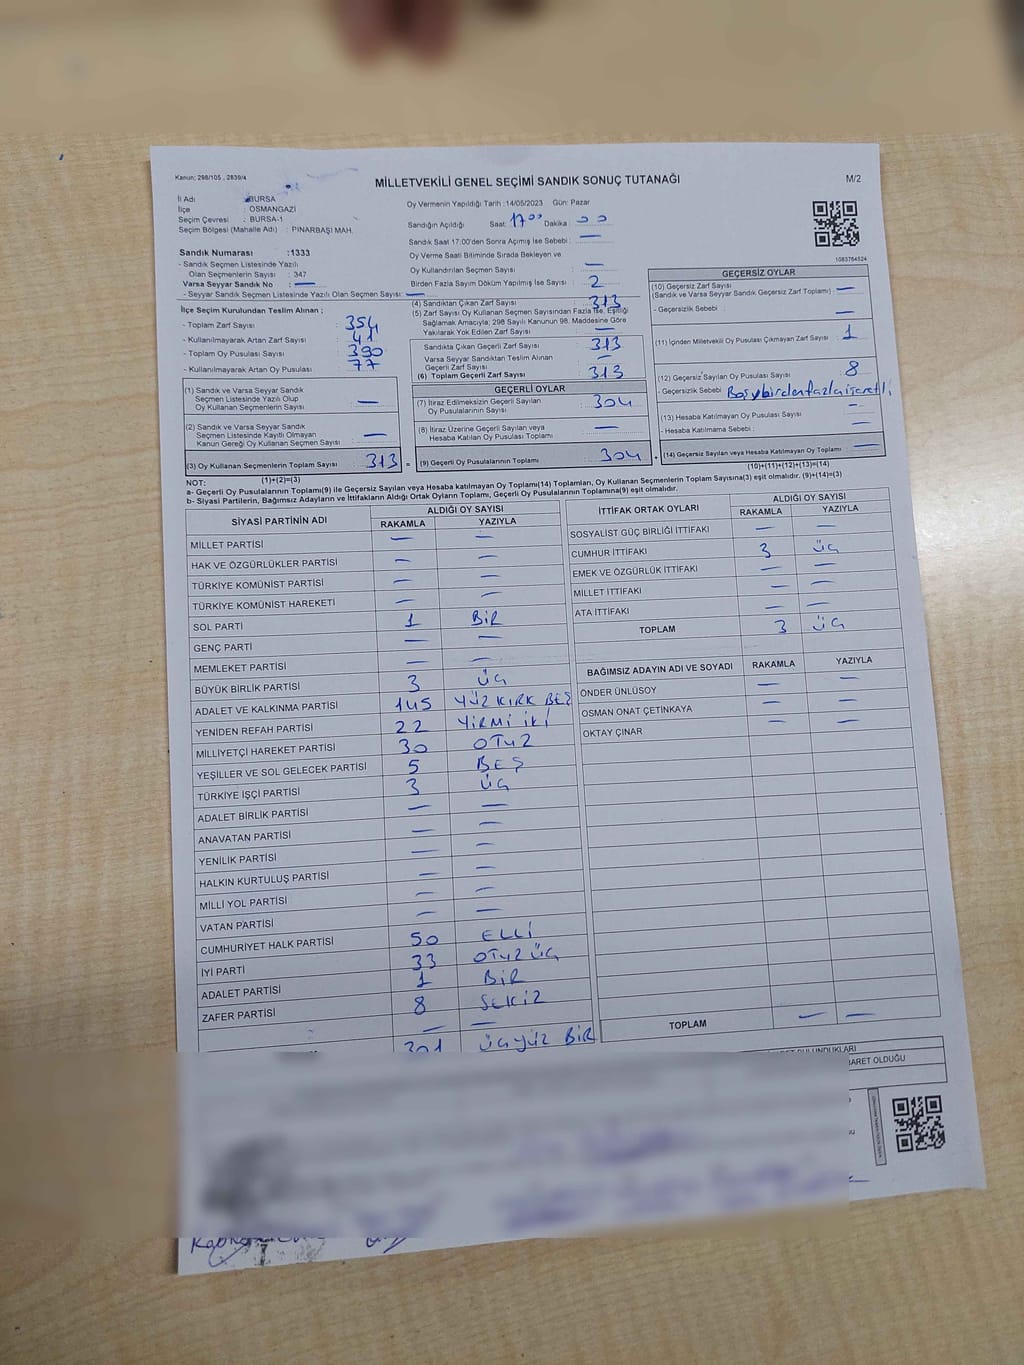 Kanun; 298/105 , 2839/4
MİLLETVEKİLİ GENEL SEÇİMİ SANDIK SONUÇ TUTANAĞI
M/2
İl Adı : BURSA
İlçe : OSMANGAZİ
Seçim Çevresi : BURSA-1
Seçim Bölgesi (Mahalle Adı) : PINARBAŞI MAH.
Sandık Numarası :1333
- Sandık Seçmen Listesinde Yazılı
Olan Seçmenlerin Sayısı : 347
Varsa Seyyar Sandık No : —
- Seyyar Sandık Seçmen Listesinde Yazılı Olan Seçmen Sayısı: —
İlçe Seçim Kurulundan Teslim Alınan ;
- Toplam Zarf Sayısı : 354
- Kullanılmayarak Artan Zarf Sayısı : 41
- Toplam Oy Pusulası Sayısı : 390
- Kullanılmayarak Artan Oy Pusulası : 77
(1) Sandık ve Varsa Seyyar Sandık
Seçmen Listesinde Yazılı Olup
Oy Kullanan Seçmenlerin Sayısı : —
(2) Sandık ve Varsa Seyyar Sandık
Seçmen Listesinde Kayıtlı Olmayan
Kanun Gereği Oy Kullanan Seçmenlerin Sayısı : —
(3) Oy Kullanan Seçmenlerin Toplam Sayısı : 313 =
(1)+(2)=(3)
Oy Vermenin Yapıldığı Tarih :14/05/2023 Gün: Pazar
Sandığın Açıldığı Saat: 17 00 Dakika : 00
Sandık Saat 17:00'den Sonra Açımış İse Sebebi : —
Oy Verme Saati Bitiminde Sırada Bekleyen ve
Oy Kullandırılan Seçmen Sayısı : —
Birden Fazla Sayım Döküm Yapılmış İse Sayısı : 2
(4) Sandıktan Çıkan Zarf Sayısı : 313
(5) Zarf Sayısı Oy Kullanan Seçmen Sayısından Fazla İse, Eşitliği
Sağlamak Amacıyla, 298 Sayılı Kanunun 98. Maddesine Göre
Yakılarak Yok Edilen Zarf Sayısı : —
Sandıkta Çıkan Geçerli Zarf Sayısı : 313
Varsa Seyyar Sandıktan Teslim Alınan
Geçerli Zarf Sayısı : —
(6) Toplam Geçerli Zarf Sayısı : 313
GEÇERLİ OYLAR
(7) İtiraz Edilmeksizin Geçerli Sayılan
Oy Pusulalarının Sayısı : 304
(8) İtiraz Üzerine Geçerli Sayılan veya
Hesaba Katılan Oy Pusulası Toplamı : —
(9) Geçerli Oy Pusulalarının Toplamı : 304 +
1083764524
GEÇERSİZ OYLAR
(10) Geçersiz Zarf Sayısı
(Sandık ve Varsa Seyyar Sandık Geçersiz Zarf Toplamı) : —
- Geçersizlik Sebebi : —
(11) İçinden Milletvekili Oy Pusulası Çıkmayan Zarf Sayısı : 1
(12) Geçersiz Sayılan Oy Pusulası Sayısı : 8
- Geçersizlik Sebebi : Boş, birden fazla işaretli
(13) Hesaba Katılmayan Oy Pusulası Sayısı : —
- Hesaba Katılmama Sebebi : —
(14) Geçersiz Sayılan veya Hesaba Katılmayan Oy Toplamı : —
(10)+(11)+(12)+(13)=(14)
NOT:
a- Geçerli Oy Pusulalarının Toplamı(9) ile Geçersiz Sayılan veya Hesaba katılmayan Oy Toplamı(14) Toplamları, Oy Kullanan Seçmenlerin Toplam Sayısına(3) eşit olmalıdır. (9)+(14)=(3)
b- Siyasi Partilerin, Bağımsız Adayların ve İttifakların Aldığı Ortak Oyların Toplamı, Geçerli Oy Pusulalarının Toplamına(9) eşit olmalıdır.
SİYASİ PARTİNİN ADI ALDIĞI OY SAYISI
RAKAMLA YAZIYLA
MİLLET PARTİSİ — —
HAK VE ÖZGÜRLÜKLER PARTİSİ — —
TÜRKİYE KOMÜNİST PARTİSİ — —
TÜRKİYE KOMÜNİST HAREKETİ — —
SOL PARTİ 1 BİR
GENÇ PARTİ — —
MEMLEKET PARTİSİ — —
BÜYÜK BİRLİK PARTİSİ 3 ÜÇ
ADALET VE KALKINMA PARTİSİ 145 YÜZ KIRK BEŞ
YENİDEN REFAH PARTİSİ 22 YİRMİ İKİ
MİLLİYETÇİ HAREKET PARTİSİ 30 OTUZ
YEŞİLLER VE SOL GELECEK PARTİSİ 5 BEŞ
TÜRKİYE İŞÇİ PARTİSİ 3 ÜÇ
ADALET BİRLİK PARTİSİ — —
ANAVATAN PARTİSİ — —
YENİLİK PARTİSİ — —
HALKIN KURTULUŞ PARTİSİ — —
MİLLİ YOL PARTİSİ — —
VATAN PARTİSİ — —
CUMHURİYET HALK PARTİSİ 50 ELLİ
İYİ PARTİ 33 OTUZ ÜÇ
ADALET PARTİSİ 1 BİR
ZAFER PARTİSİ 8 SEKİZ
— —
301 ÜÇYÜZ BİR
İTTİFAK ORTAK OYLARI ALDIĞI OY SAYISI
RAKAMLA YAZIYLA
SOSYALİST GÜÇ BİRLİĞİ İTTİFAKI — —
CUMHUR İTTİFAKI 3 ÜÇ
EMEK VE ÖZGÜRLÜK İTTİFAKI — —
MİLLET İTTİFAKI — —
ATA İTTİFAKI — —
TOPLAM 3 ÜÇ
BAĞIMSIZ ADAYIN ADI VE SOYADI RAKAMLA YAZIYLA
ÖNDER ÜNLÜSOY — —
OSMAN ONAT ÇETİNKAYA — —
OKTAY ÇINAR — —
TOPLAM — —
BULUNDUKLARI
BARET OLDUĞU